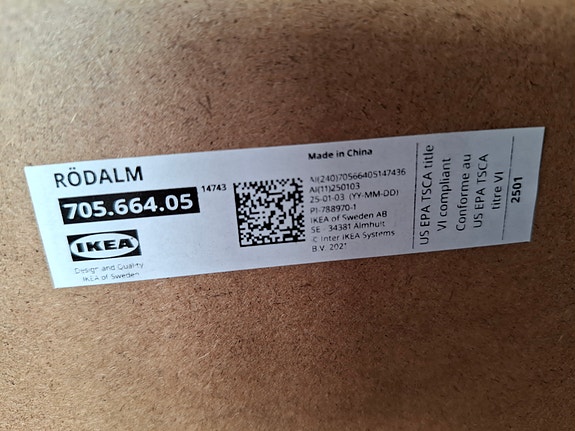 RÖDALM
705.664.05
14743
IKEA
Design and Quality
IKEA of Sweden
Made in China
AI(240)70566405147436
AI(11)250103
25-01-03 (YY-MM-DD)
PI-788970-1
IKEA of Sweden AB
SE - 34381 Älmhult
© Inter IKEA Systems
B.V. 2021
US EPA TSCA title
VI compliant
Conforme au
US EPA TSCA
titre VI
2501